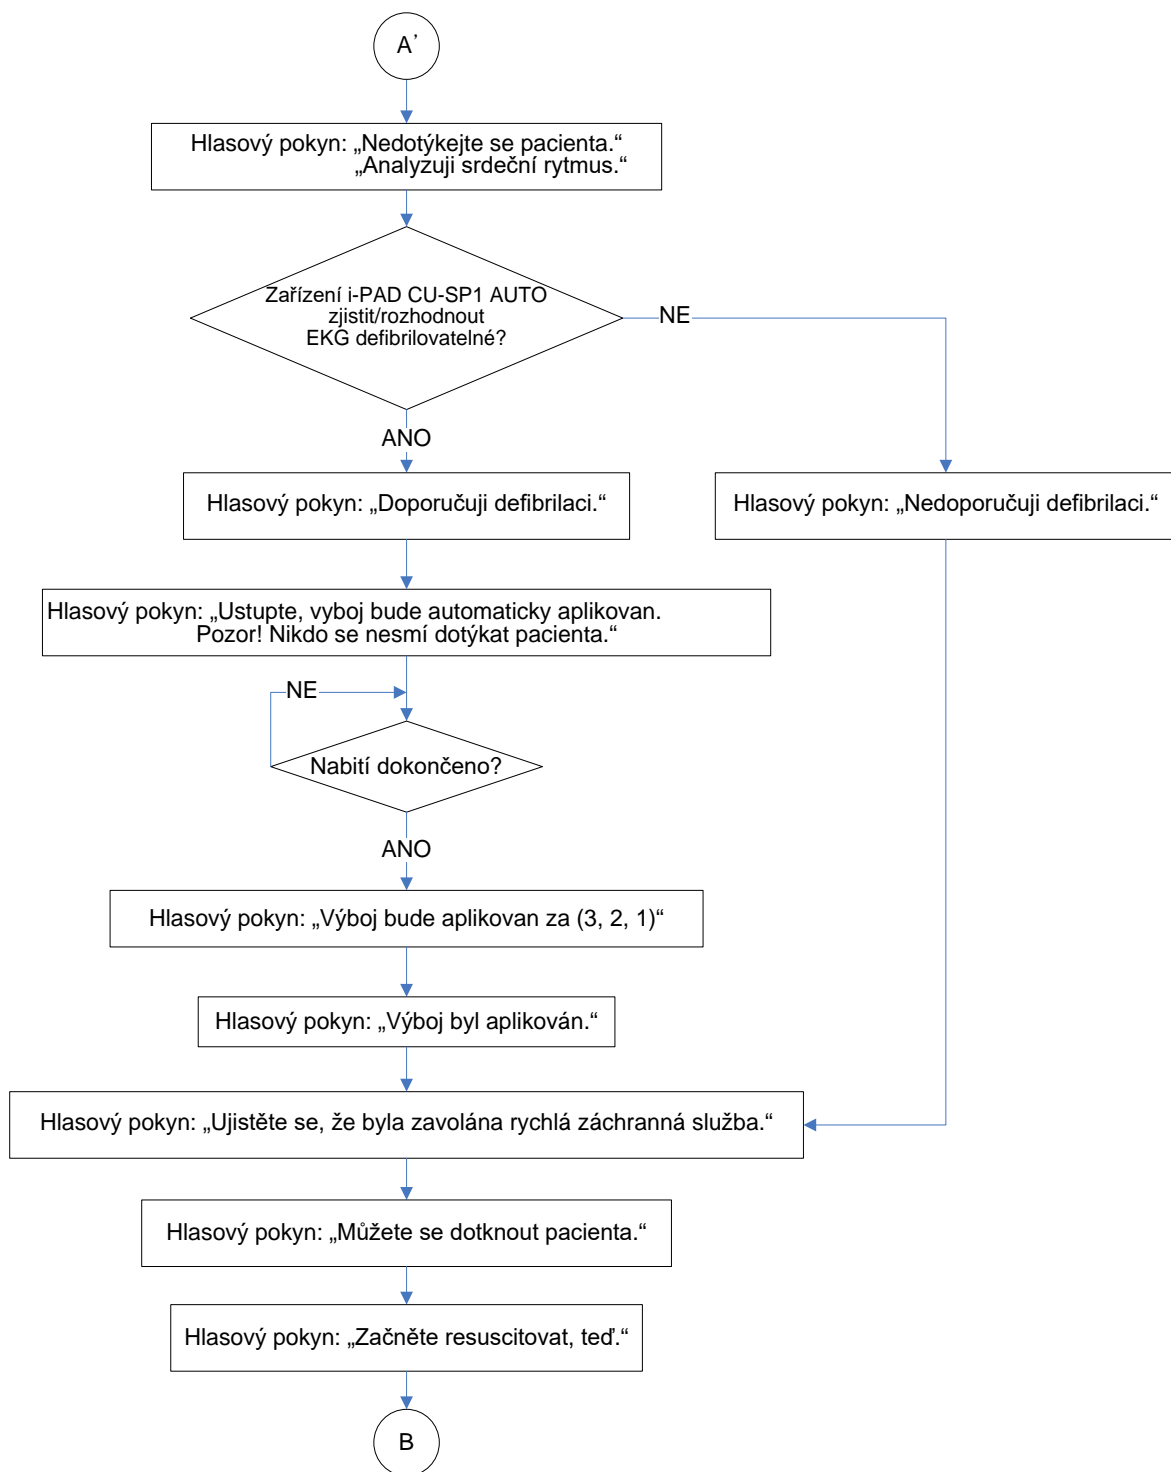 A’
Hlasový pokyn: „Nedotýkejte se pacienta.“
„Analyzuji srdeční rytmus.“
Zařízení i-PAD CU-SP1 AUTO
zjistit/rozhodnout
EKG defibrilovatelné?
NE
ANO
Hlasový pokyn: „Doporučuji defibrilaci.“
Hlasový pokyn: „Nedoporučuji defibrilaci.“
Hlasový pokyn: „Ustupte, vyboj bude automaticky aplikovan.
Pozor! Nikdo se nesmí dotýkat pacienta.“
NE
Nabití dokončeno?
ANO
Hlasový pokyn: „Výboj bude aplikovan za (3, 2, 1)“
Hlasový pokyn: „Výboj byl aplikován.“
Hlasový pokyn: „Ujistěte se, že byla zavolána rychlá záchranná služba.“
Hlasový pokyn: „Můžete se dotknout pacienta.“
Hlasový pokyn: „Začněte resuscitovat, teď.“
B